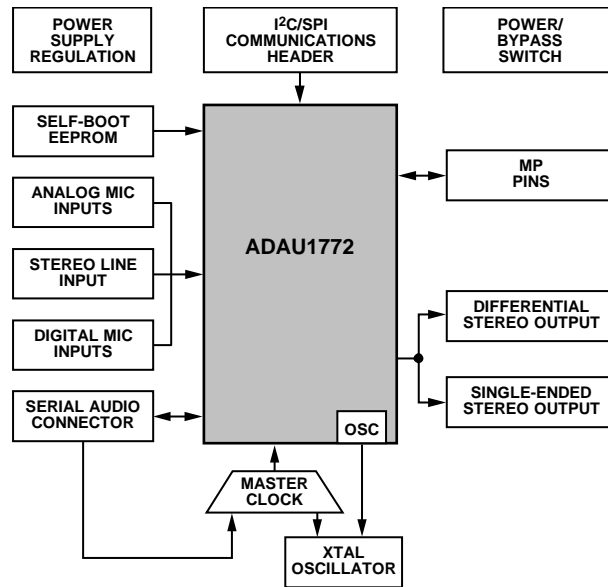 POWER
SUPPLY
REGULATION
I²C/SPI
COMMUNICATIONS
HEADER
POWER/
BYPASS
SWITCH
SELF-BOOT
EEPROM
ANALOG MIC
INPUTS
STEREO LINE
INPUT
DIGITAL MIC
INPUTS
SERIAL AUDIO
CONNECTOR
ADAU1772
MP
PINS
DIFFERENTIAL
STEREO OUTPUT
SINGLE-ENDED
STEREO OUTPUT
OSC
MASTER
CLOCK
XTAL
OSCILLATOR